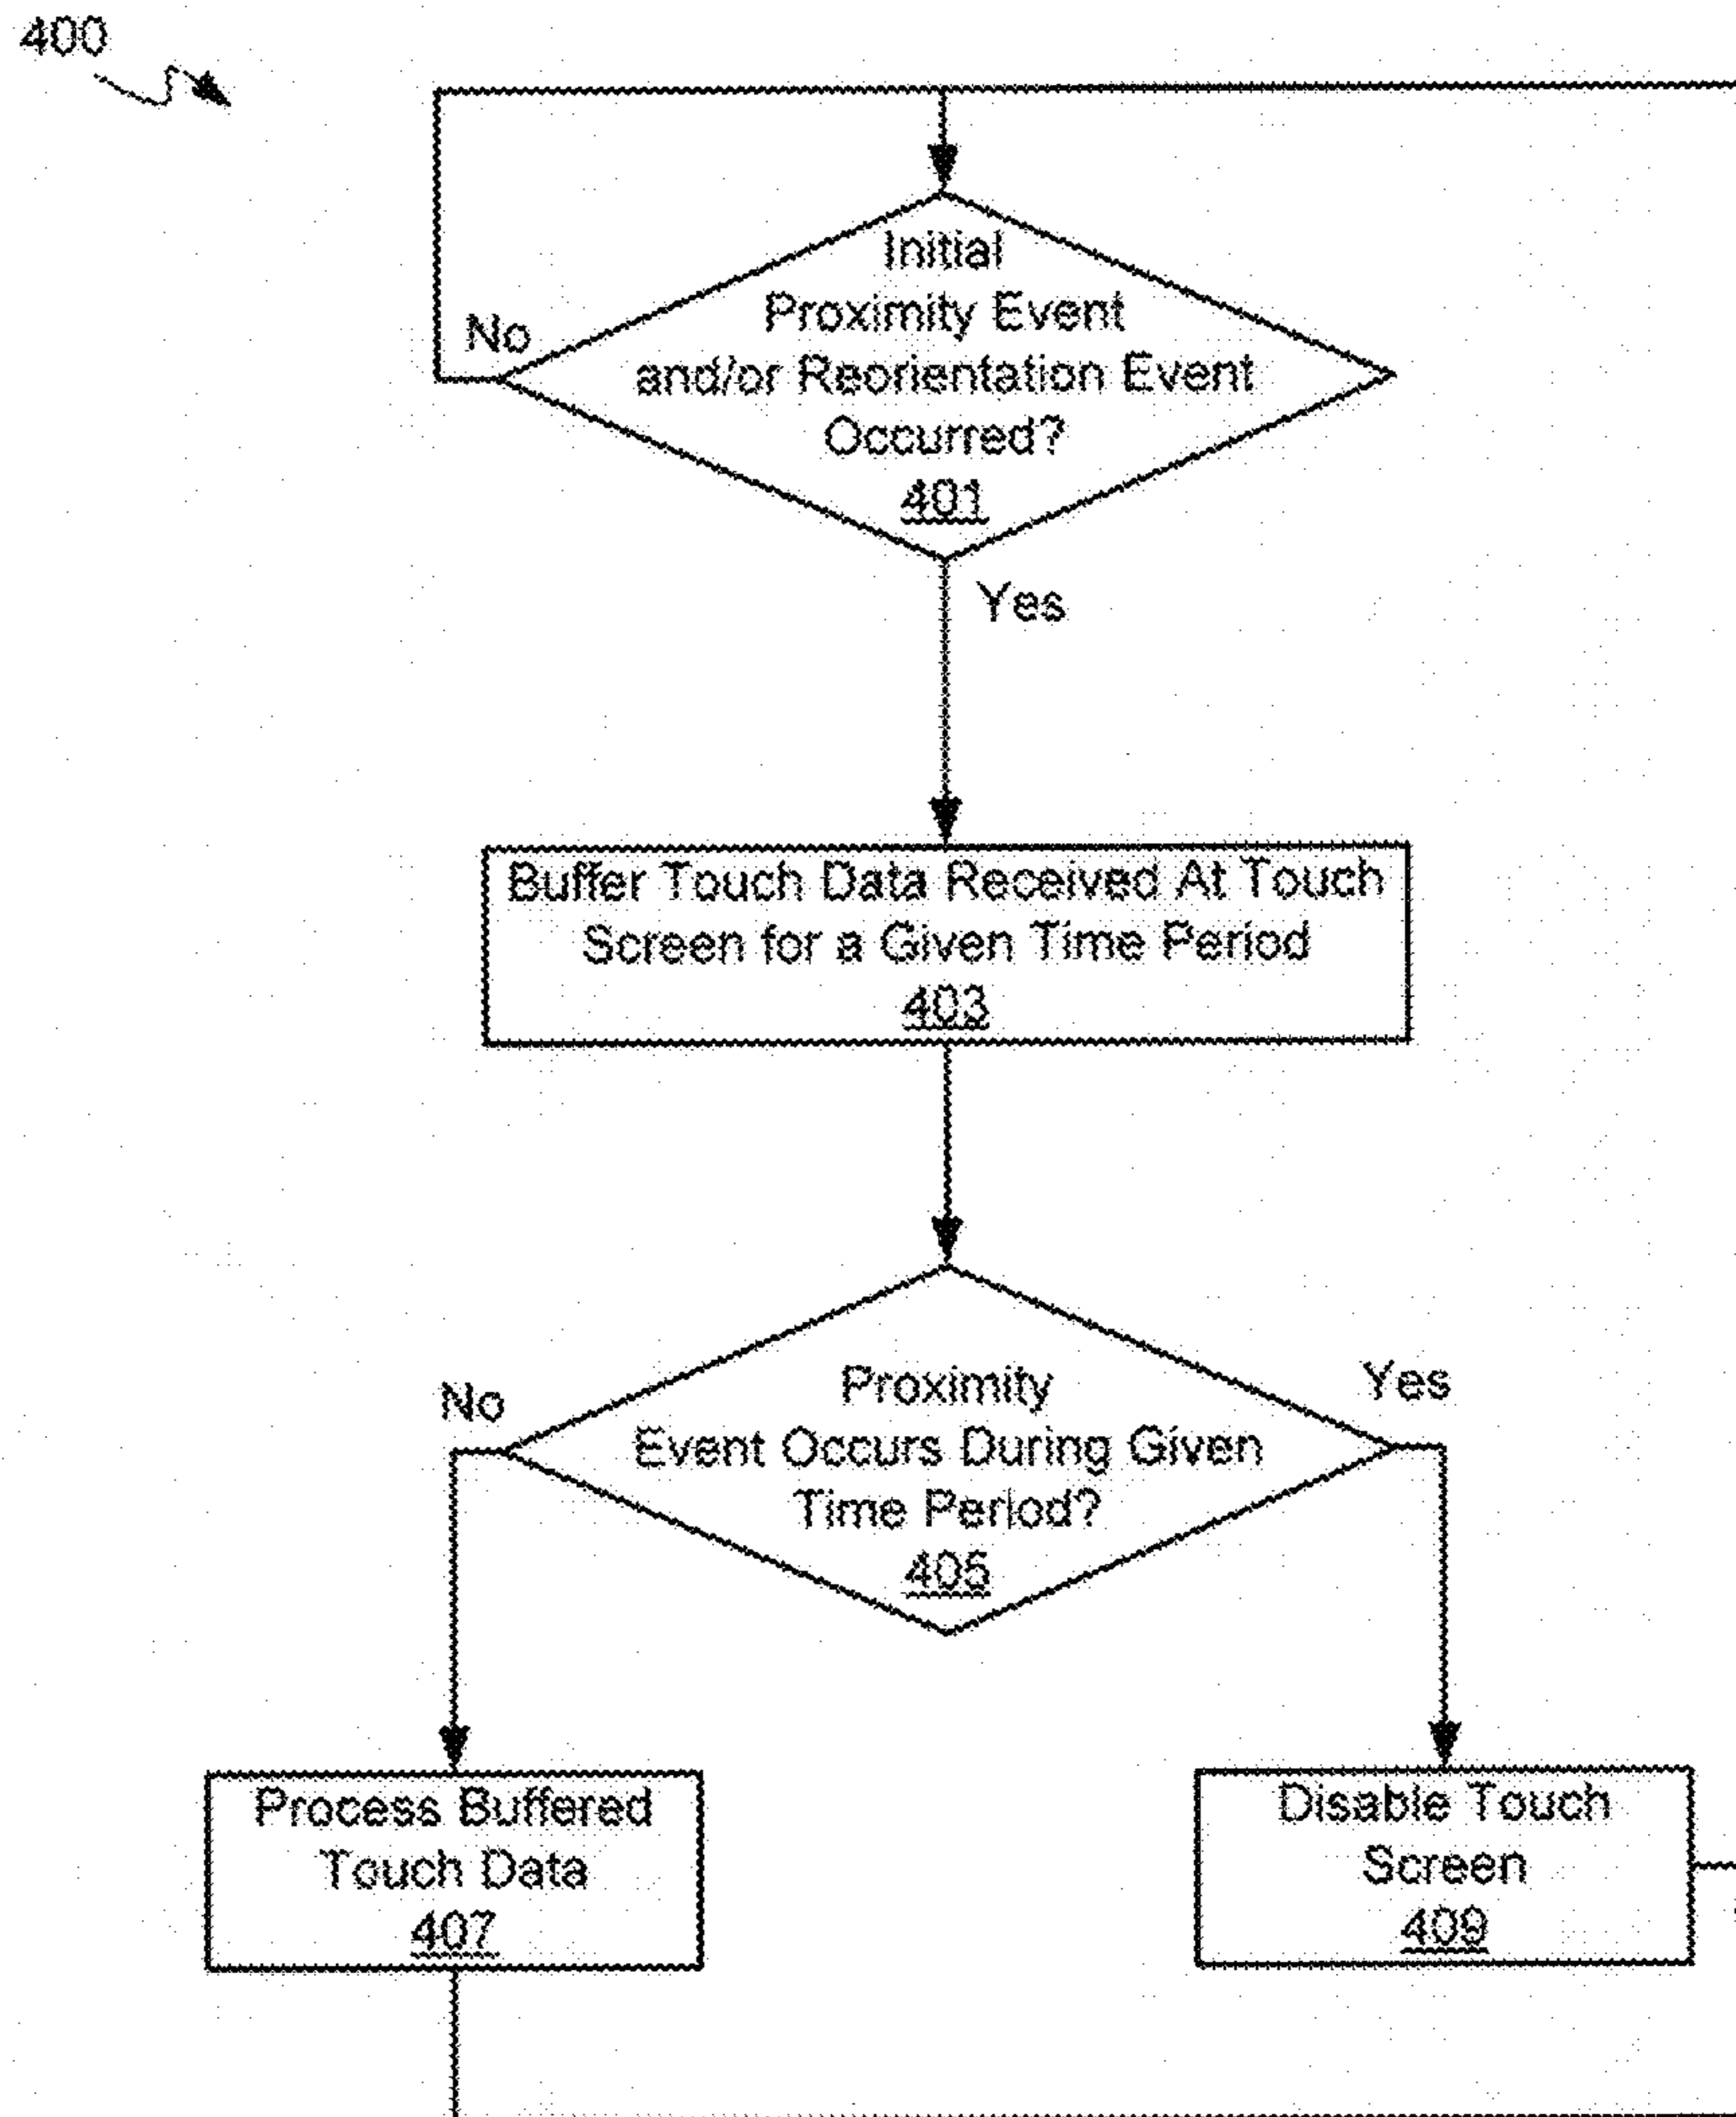 400
Initial
Proximity Event
No
and/or Reorientation Event
Occurred?
401
Yes
Buffer Touch Data Received At Touch
Screen for a Given Time Period
403
Proximity
Yes
No
Event Occurs During Given
Time Period?
405
Process Buffered
Touch Data
407
Disable Touch
Screen
409